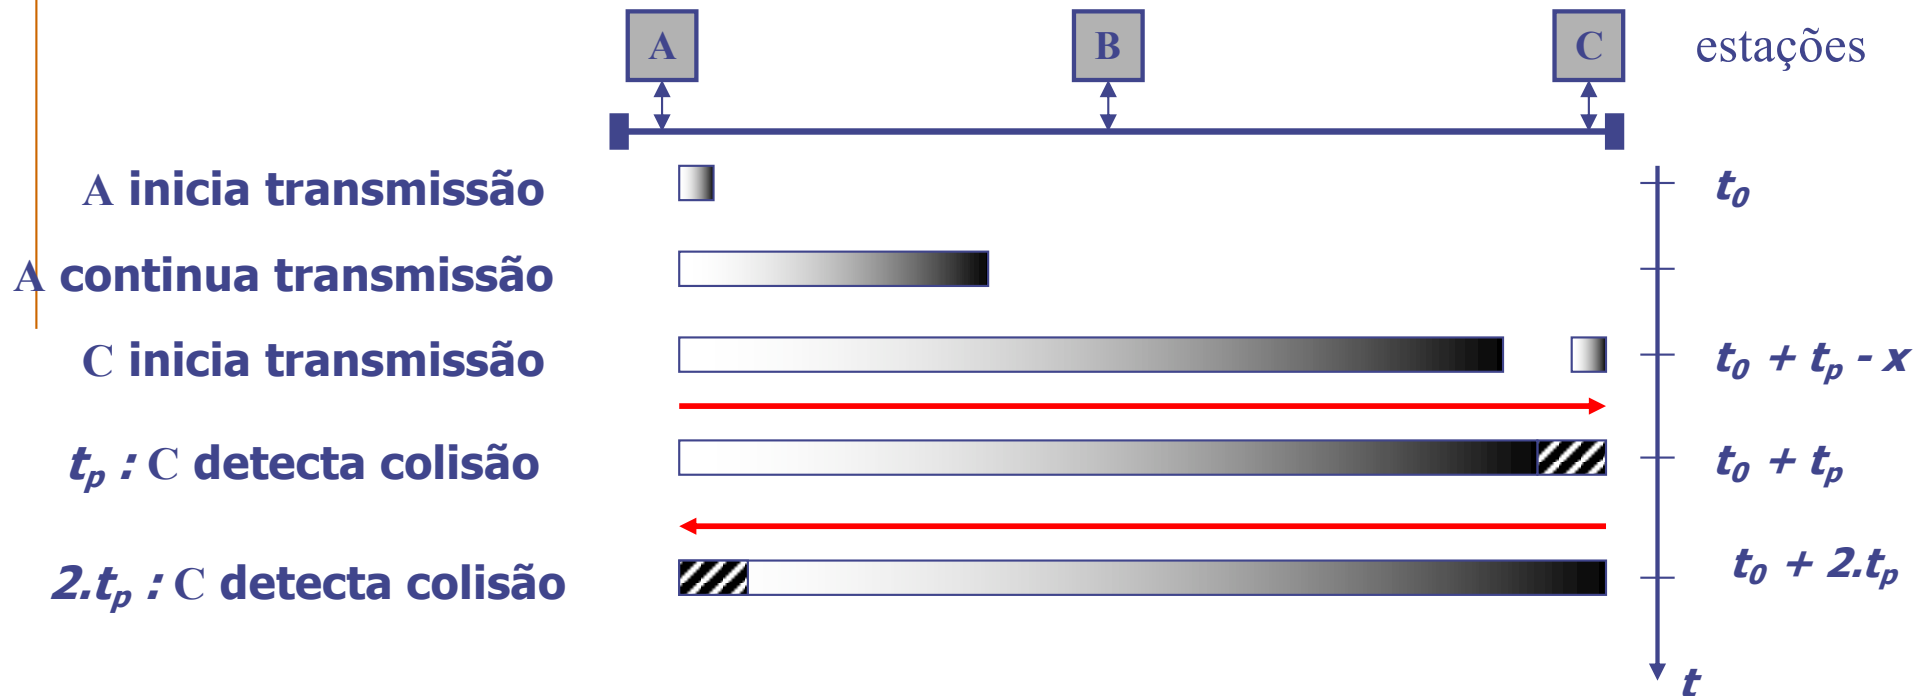 A B C estações
A inicia transmissão t₀
A continua transmissão
C inicia transmissão t₀ + tₚ - x
tₚ : C detecta colisão t₀ + tₚ
2.tₚ : C detecta colisão t₀ + 2.tₚ
t